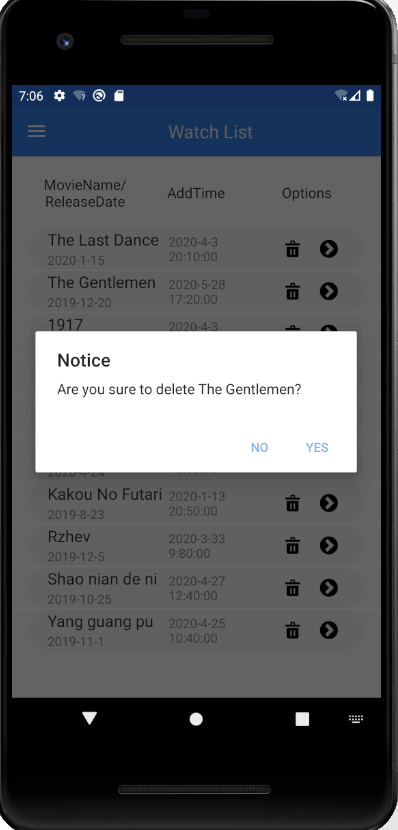 7:06
Watch List
MovieName/ AddTime Options
ReleaseDate
The Last Dance 2020-4-3
2020-1-15 20:10:00
The Gentlemen 2020-5-28
2019-12-20 17:20:00
1917 2020-4-3
Notice
Are you sure to delete The Gentlemen?
NO YES
2020-4-24
Kakou No Futari 2020-1-13
2019-8-23 20:50:00
Rzhev 2020-3-33
2019-12-5 9:80:00
Shao nian de ni 2020-4-27
2019-10-25 12:40:00
Yang guang pu 2020-4-25
2019-11-1 10:40:00